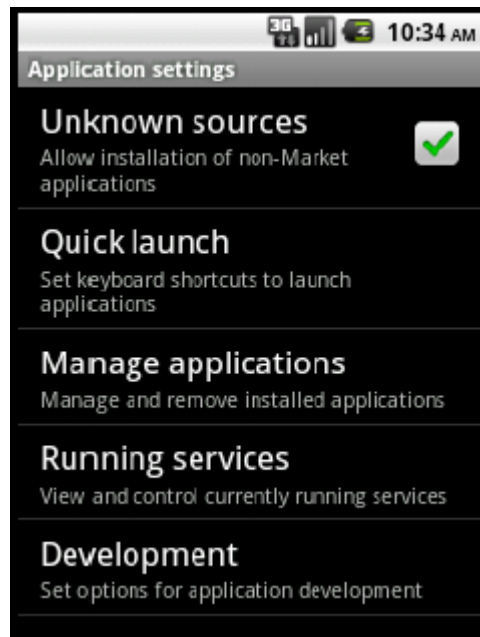 3G 10:34 AM
Application settings
Unknown sources
Allow installation of non-Market
applications
Quick launch
Set keyboard shortcuts to launch
applications
Manage applications
Manage and remove installed applications
Running services
View and control currently running services
Development
Set options for application development